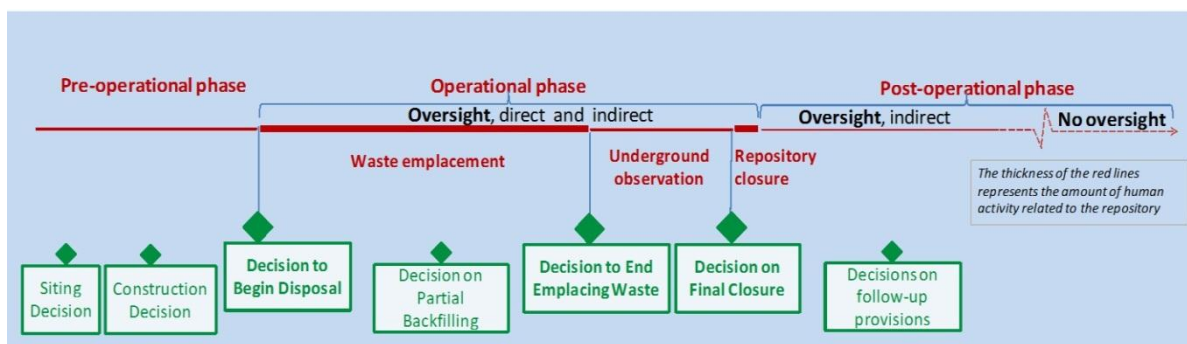 Pre-operational phase
Operational phase
Post-operational phase
Oversight, direct and indirect
Oversight, indirect
No oversight
Waste emplacement
Underground
observation
Repository
closure
The thickness of the red lines
represents the amount of human
activity related to the repository
Siting
Decision
Construction
Decision
Decision to
Begin Disposal
Decision on
Partial
Backfilling
Decision to End
Emplacing Waste
Decision on
Final Closure
Decisions on
follow-up
provisions